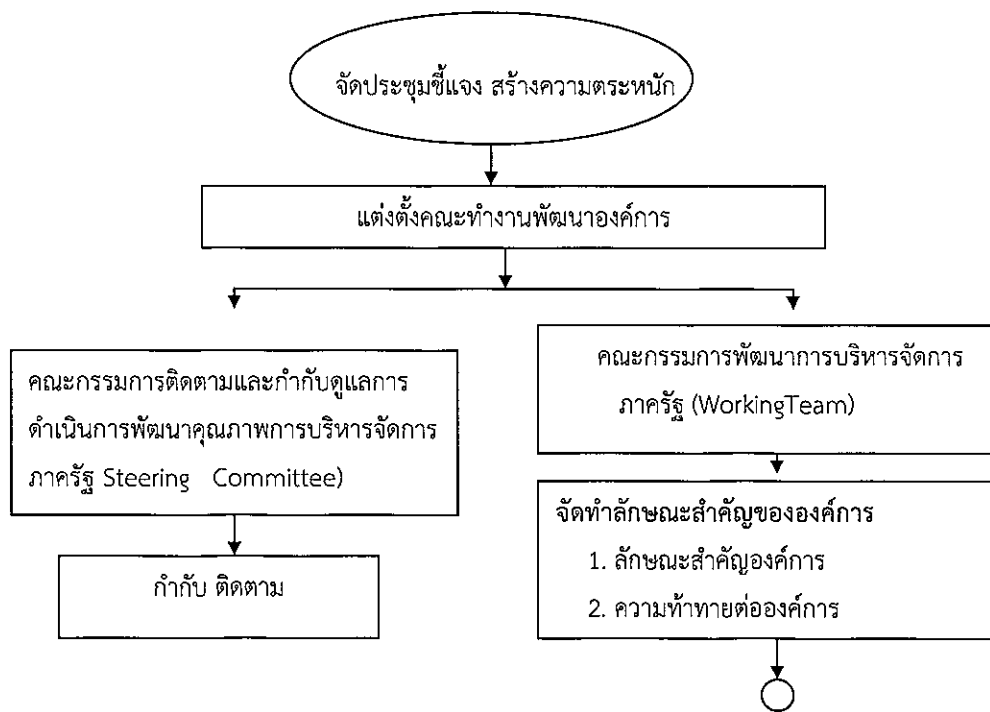 จัดประชุมชี้แจง สร้างความตระหนัก
แต่งตั้งคณะทำงานพัฒนาองค์การ
คณะกรรมการติดตามและกำกับดูแลการ
ดำเนินการพัฒนาคุณภาพการบริหารจัดการ
ภาครัฐ Steering Committee)
กำกับ ติดตาม
คณะกรรมการพัฒนาการบริหารจัดการ
ภาครัฐ (WorkingTeam)
จัดทำลักษณะสำคัญขององค์การ
1. ลักษณะสำคัญองค์การ
2. ความท้าทายต่อองค์การ